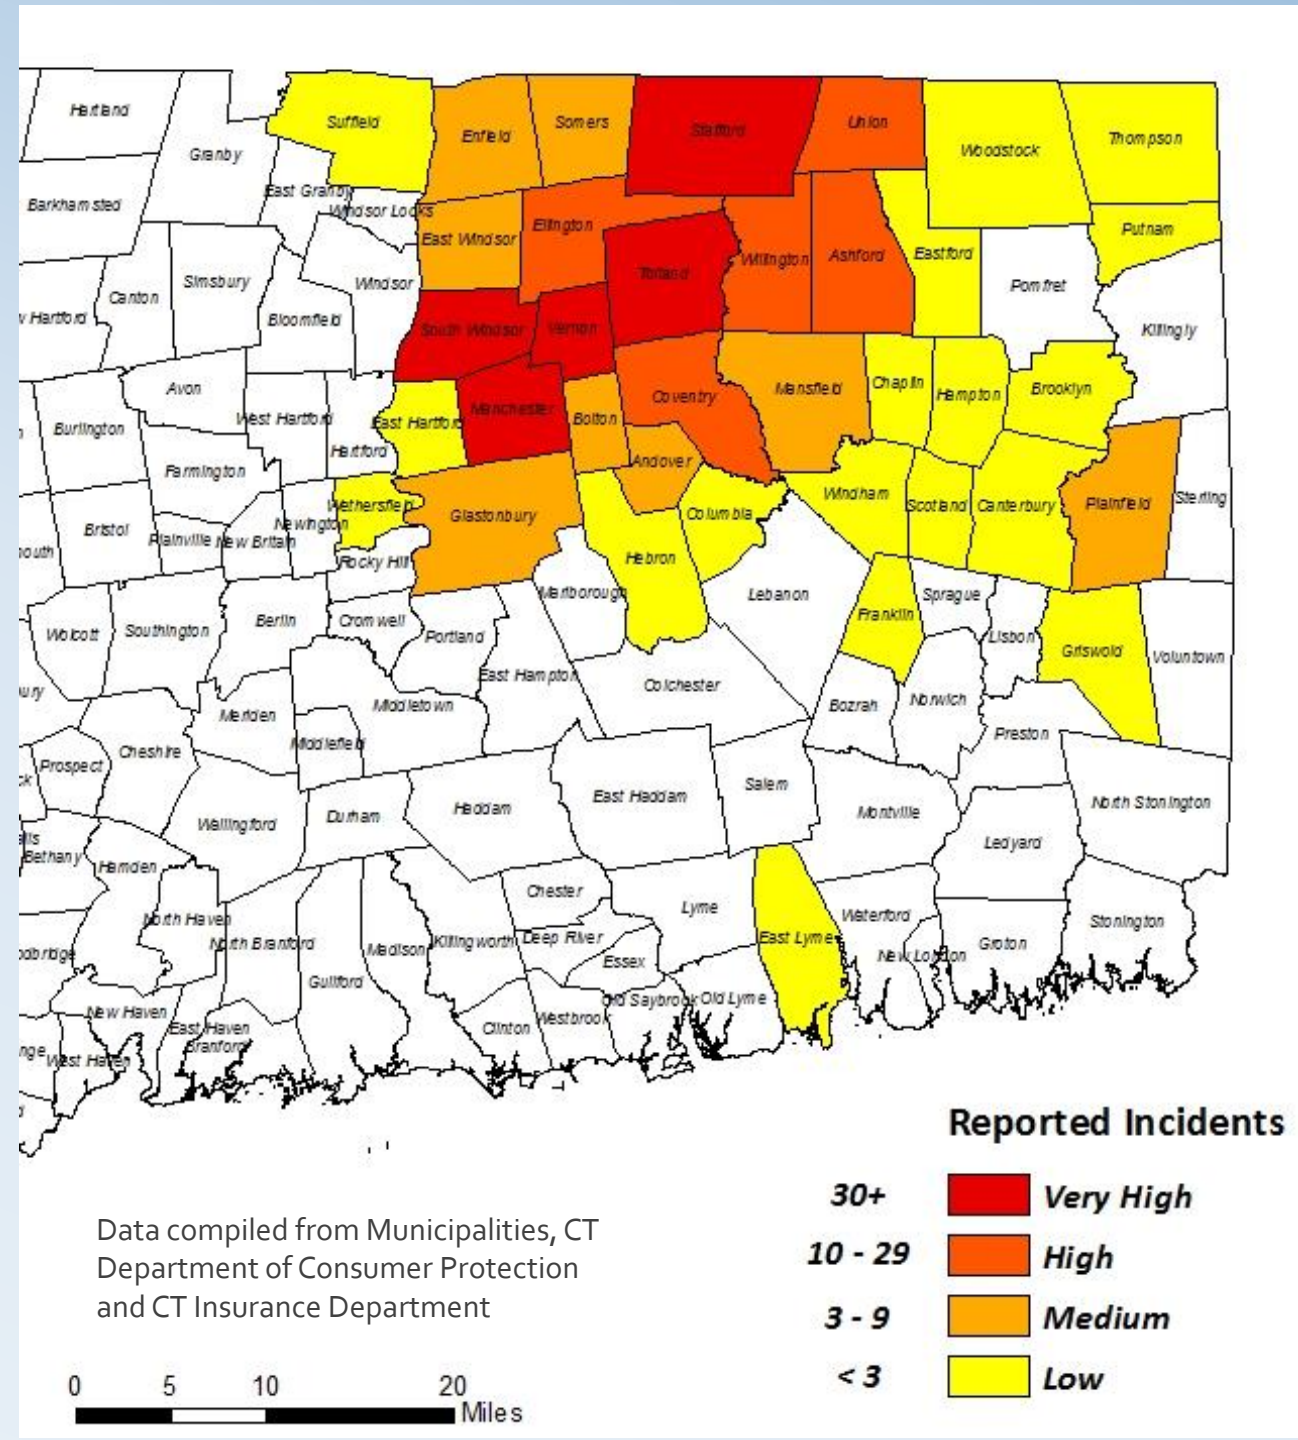 Hartland
Granby
Suffield
Enfield
Somers
Stafford
Union
Woodstock
Thompson
Barkhamsted
East Granby
Windsor Locks
East Windsor
Ellington
Tolland
Willington
Ashford
Eastford
Putnam
Pomfret
Killingly
Hartford
Canton
Simsbury
Bloomfield
Windsor
South Windsor
Vernon
Avon
West Hartford
Hartford
East Hartford
Manchester
Bolton
Coventry
Mansfield
Chaplin
Hampton
Brooklyn
Burlington
Farmington
Andover
Wethersfield
Glastonbury
Columbia
Windham
Scotland
Canterbury
Plainfield
Sterling
Bristol
Plainville
New Britain
Newington
Rocky Hill
Hebron
Marlborough
Lebanon
Franklin
Sprague
Lisbon
Griswold
Voluntown
Wolcott
Southington
Berlin
Cromwell
Portland
East Hampton
Colchester
Bozrah
Norwich
Preston
Meriden
Middletown
Middlefield
Prospect
Cheshire
Wallingford
Durham
Haddam
East Haddam
Salem
Montville
Ledyard
North Stonington
Bethany
Hamden
North Haven
North Branford
Guilford
Madison
Killingworth
Chester
Deep River
Essex
Lyme
East Lyme
Waterford
New London
Groton
Stonington
New Haven
East Haven
Branford
West Haven
Clinton
Westbrook
Old Saybrook
Old Lyme
Reported Incidents
30+ Very High
10 - 29 High
3 - 9 Medium
< 3 Low
Data compiled from Municipalities, CT
Department of Consumer Protection
and CT Insurance Department
0 5 10 20
Miles